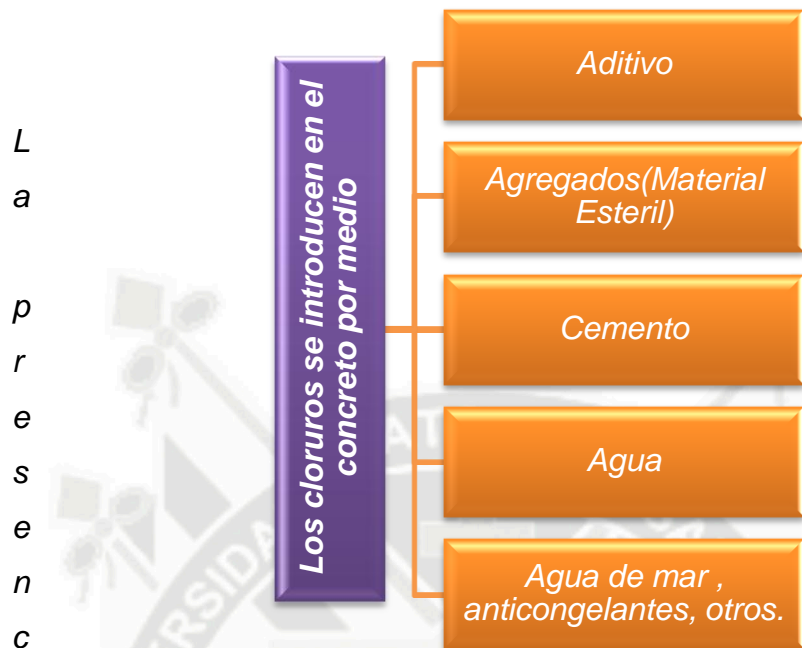 L
a
p
r
e
s
e
n
c
Los cloruros se introducen en el
concreto por medio
Aditivo
Agregados(Material
Esteril)
Cemento
Agua
Agua de mar ,
anticongelantes, otros.